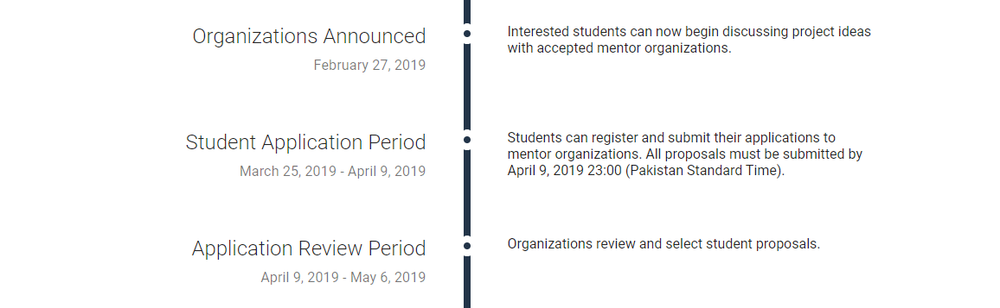 Organizations Announced
February 27, 2019
Interested students can now begin discussing project ideas
with accepted mentor organizations.
Student Application Period
March 25, 2019 - April 9, 2019
Students can register and submit their applications to
mentor organizations. All proposals must be submitted by
April 9, 2019 23:00 (Pakistan Standard Time).
Application Review Period
April 9, 2019 - May 6, 2019
Organizations review and select student proposals.